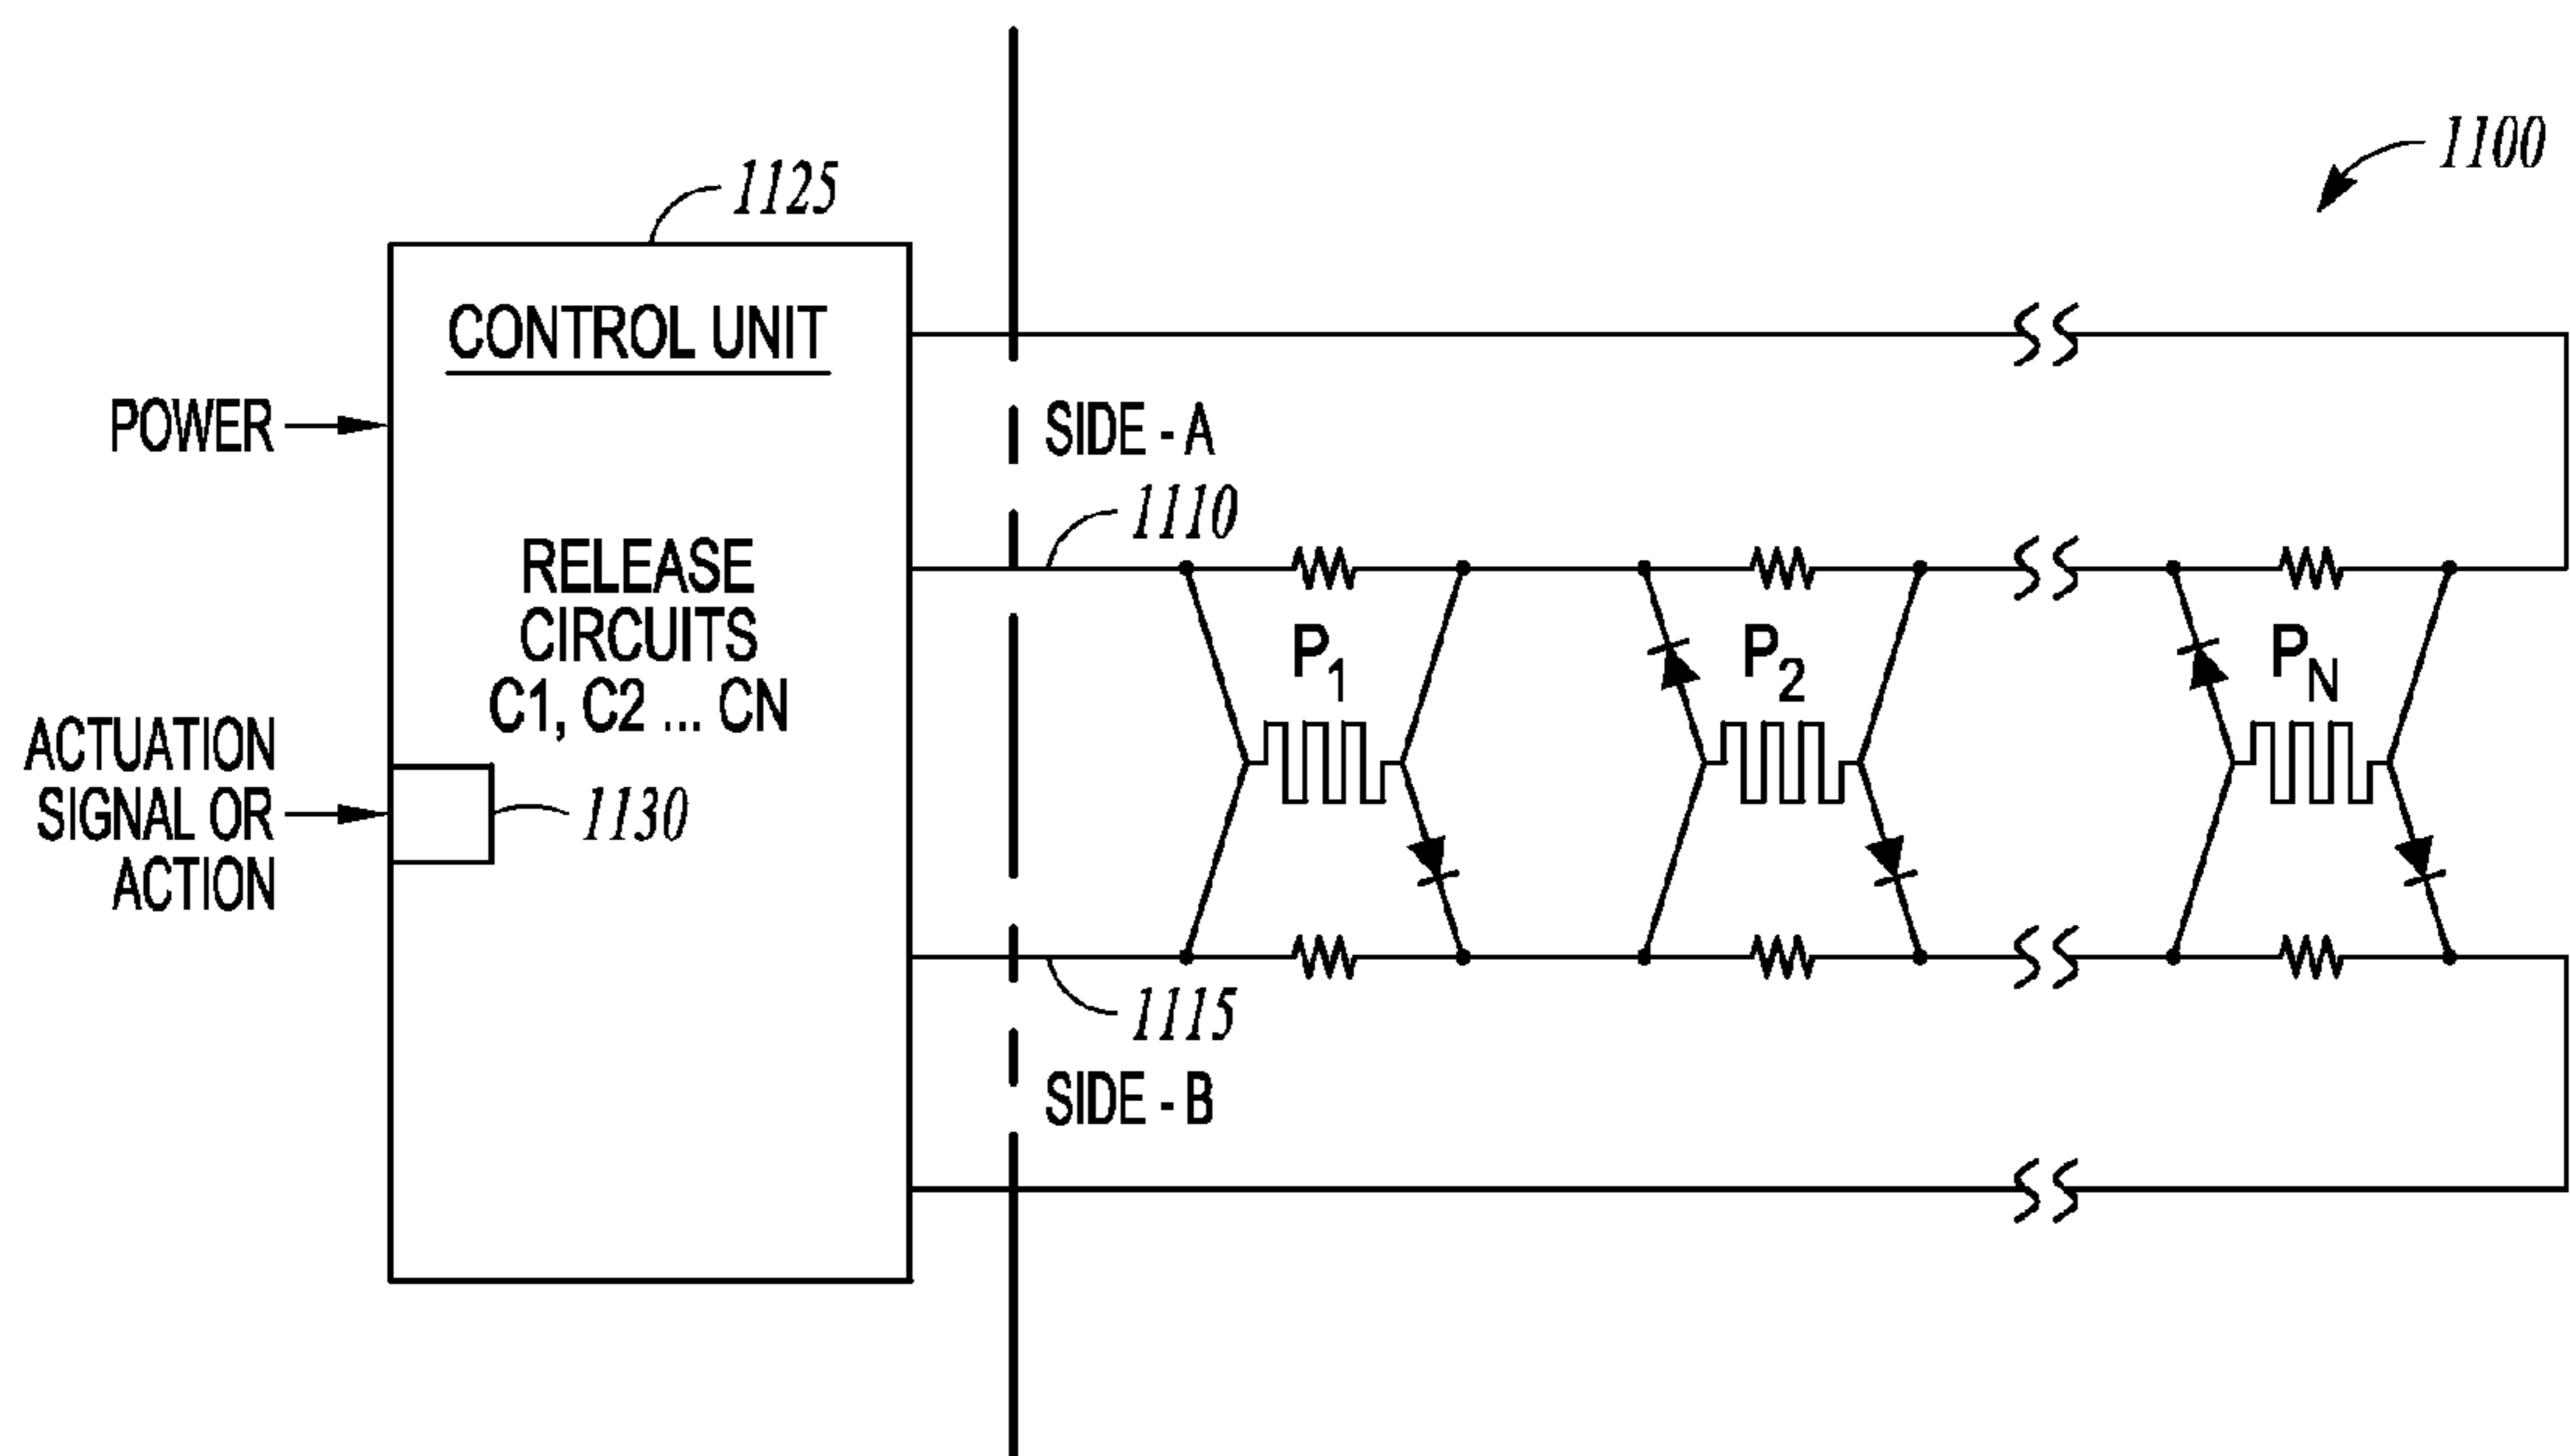 1100
1125
CONTROL UNIT
POWER
SIDE - A
1110
RELEASE
CIRCUITS
C1, C2 ... CN
P1
P2
PN
ACTUATION
SIGNAL OR
ACTION
1130
1115
SIDE - B